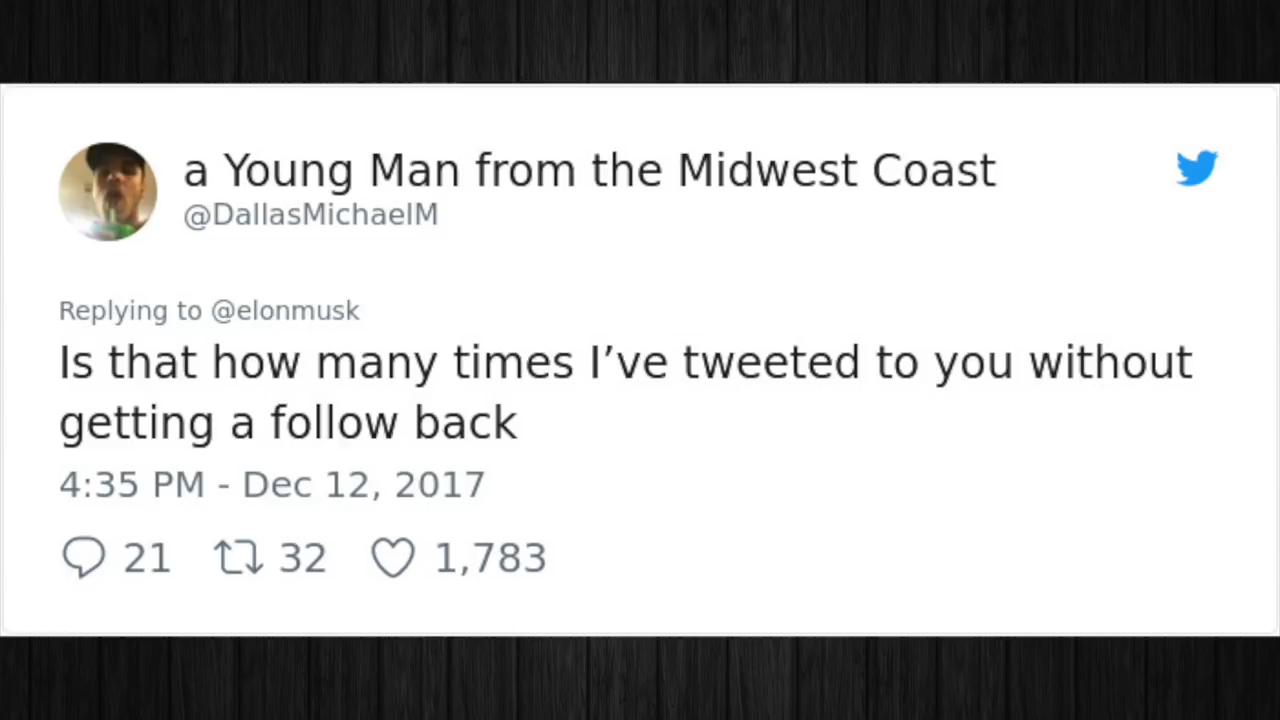 a Young Man from the Midwest Coast
@DallasMichaelM
Replying to @elonmusk
Is that how many times I’ve tweeted to you without
getting a follow back
4:35 PM - Dec 12, 2017
21 32 1,783